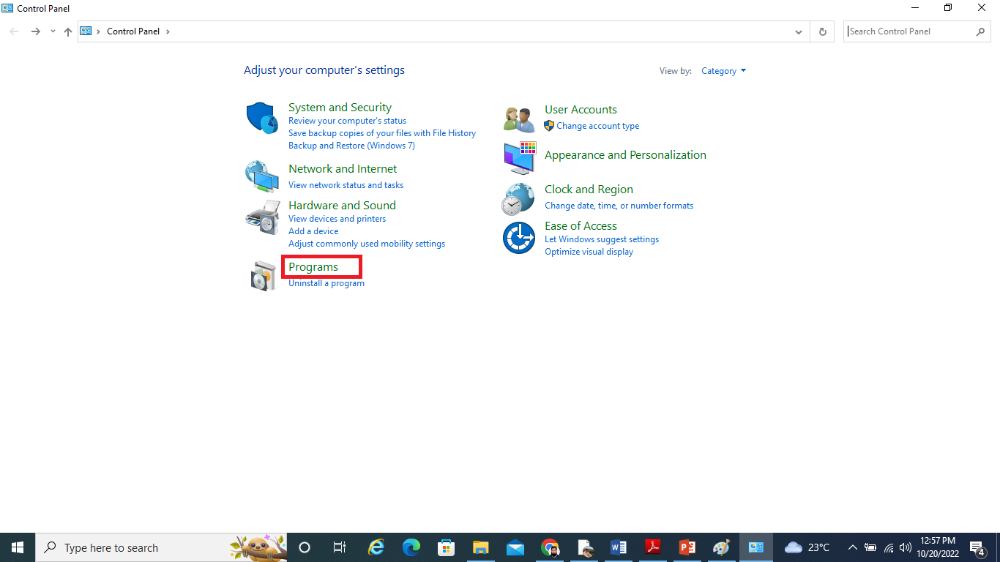 Control Panel
Control Panel
Search Control Panel
Adjust your computer's settings
View by: Category
System and Security
Review your computer's status
Save backup copies of your files with File History
Backup and Restore (Windows 7)
Network and Internet
View network status and tasks
Hardware and Sound
View devices and printers
Add a device
Adjust commonly used mobility settings
Programs
Uninstall a program
User Accounts
Change account type
Appearance and Personalization
Clock and Region
Change date, time, or number formats
Ease of Access
Let Windows suggest settings
Optimize visual display
Type here to search
23°C
12:57 PM
10/20/2022
4